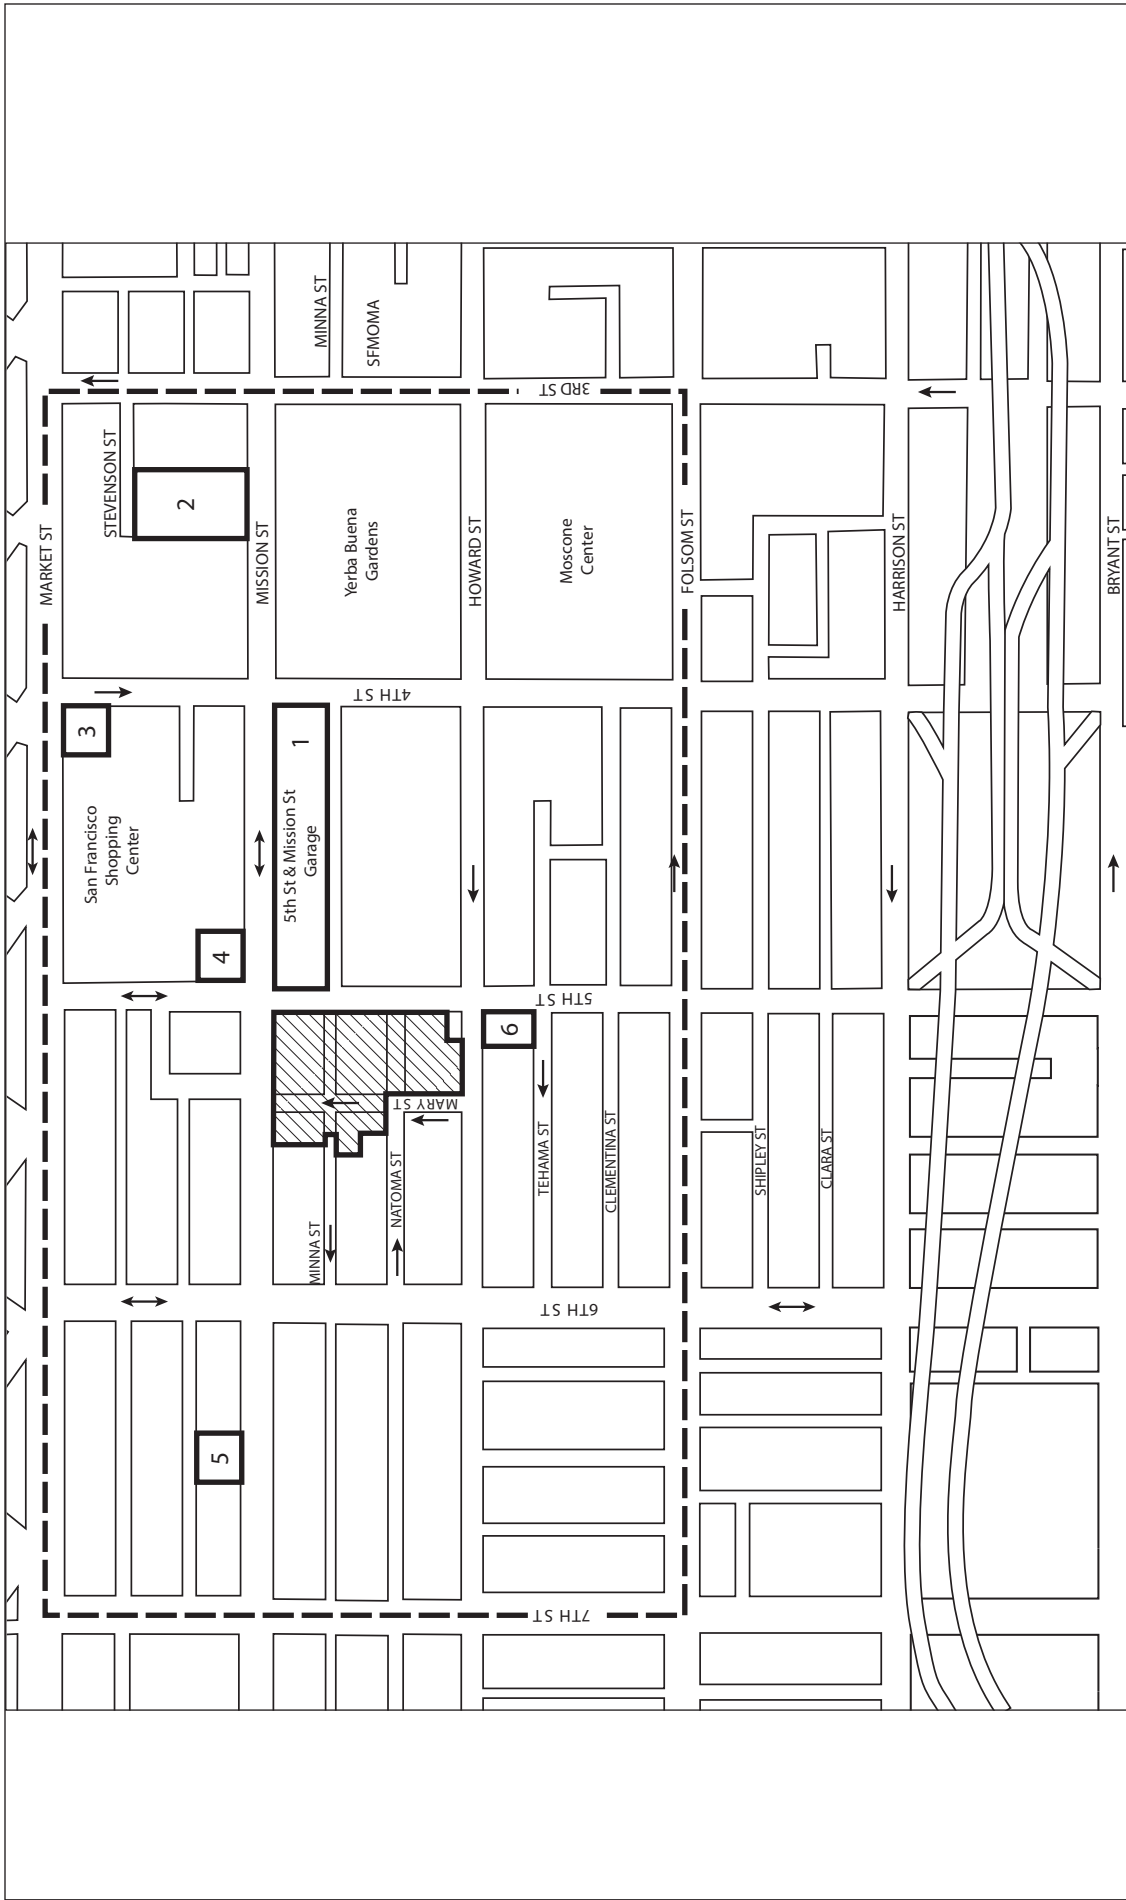 MARKET ST
STEVENSON ST
MISSION ST
MINNA ST
SFMOMA
3RD ST
2
Yerba Buena
Gardens
HOWARD ST
Moscone
Center
FOLSOM ST
HARRISON ST
BRYANT ST
4TH ST
3
San Francisco
Shopping
Center
4
1
5th St & Mission St
Garage
5TH ST
6
MARY ST
MINNA ST
NATOMA ST
TEHAMA ST
CLEMENTINA ST
SHIPLEY ST
CLARA ST
6TH ST
5
7TH ST